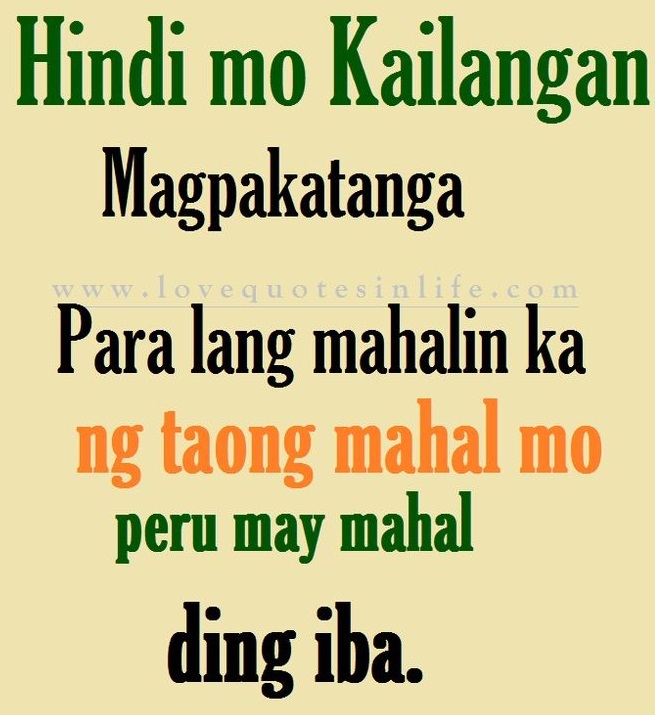 Hindi mo Kailangan
Magpakatanga
www.lovequotesinlife.com
Para lang mahalin ka
ng taong mahal mo
peru may mahal
ding iba.